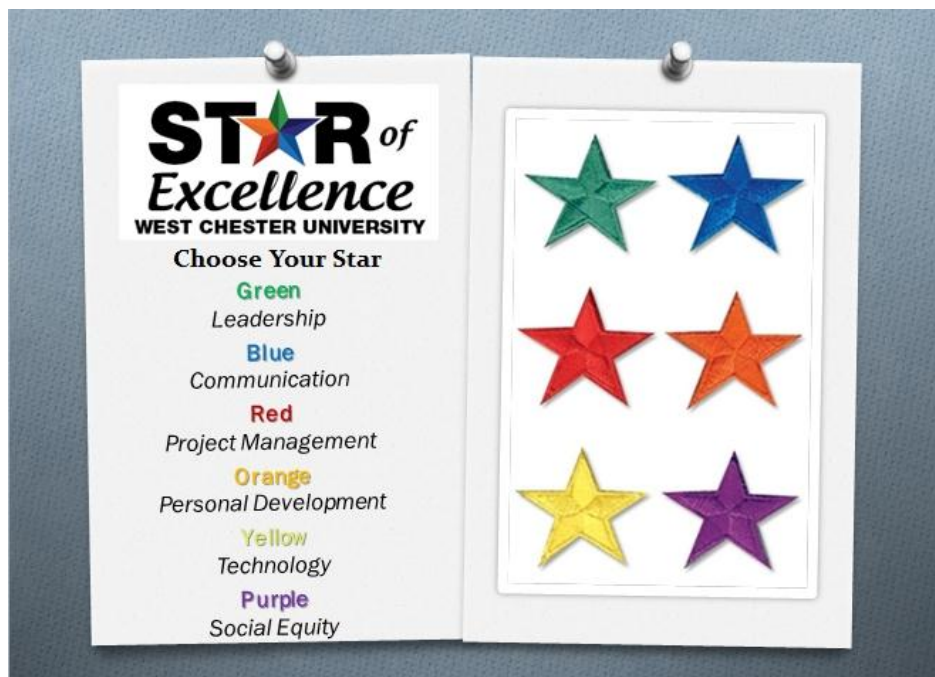 STAR of
Excellence
WEST CHESTER UNIVERSITY
Choose Your Star
Green
Leadership
Blue
Communication
Red
Project Management
Orange
Personal Development
Yellow
Technology
Purple
Social Equity